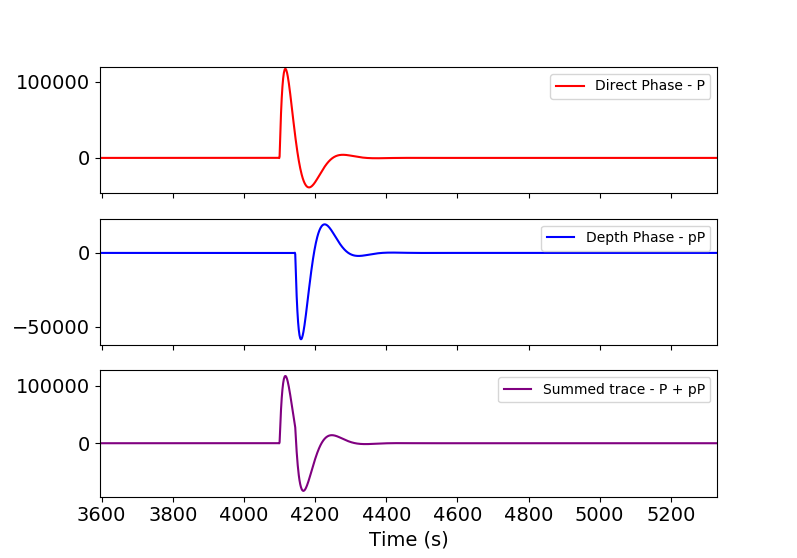 100000
0
Direct Phase - P
0
−50000
Depth Phase - pP
100000
0
Summed trace - P + pP
3600 3800 4000 4200 4400 4600 4800 5000 5200
Time (s)